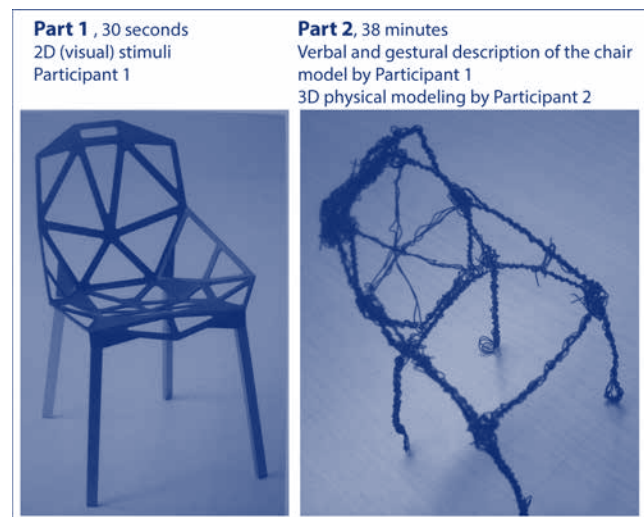 Part 1 , 30 seconds
2D (visual) stimuli
Participant 1
Part 2, 38 minutes
Verbal and gestural description of the chair
model by Participant 1
3D physical modeling by Participant 2